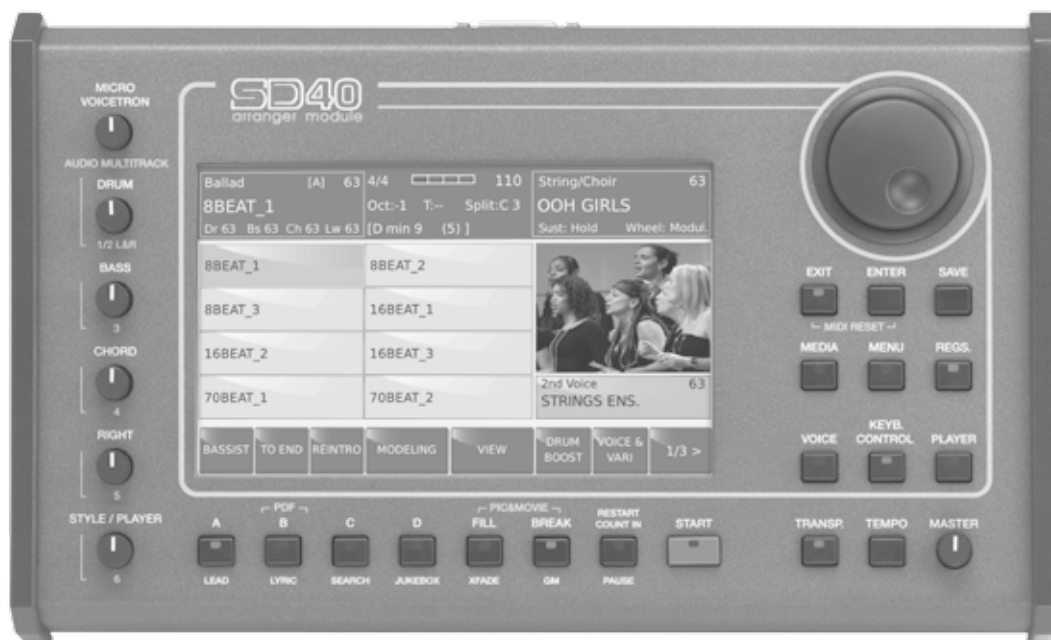 MICRO
VOICETRON
AUDIO MULTITRACK
DRUM
1/2 L&R
BASS
3
CHORD
4
RIGHT
5
STYLE / PLAYER
6
SD40
arranger module
Ballad [A] 63
8BEAT_1
Dr 63 Bs 63 Ch 63 Lw 63
4/4 110
Oct:-1 T:-- Split:C 3
[D min 9 (5) ]
String/Choir 63
OOH GIRLS
Sust: Hold Wheel: Modul.
8BEAT_1 8BEAT_2
8BEAT_3 16BEAT_1
16BEAT_2 16BEAT_3
70BEAT_1 70BEAT_2
2nd Voice 63
STRINGS ENS.
BASSIST TO END REINTRO MODELING VIEW DRUM BOOST VOICE & VARI 1/3 >
EXIT ENTER SAVE
MIDI RESET
MEDIA MENU REGS.
VOICE KEYB. CONTROL PLAYER
PDF PIC&MOVIE
A B C D FILL BREAK RESTART COUNT IN START
LEAD LYRIC SEARCH JUKEBOX XFADE GM PAUSE
TRANSP. TEMPO MASTER